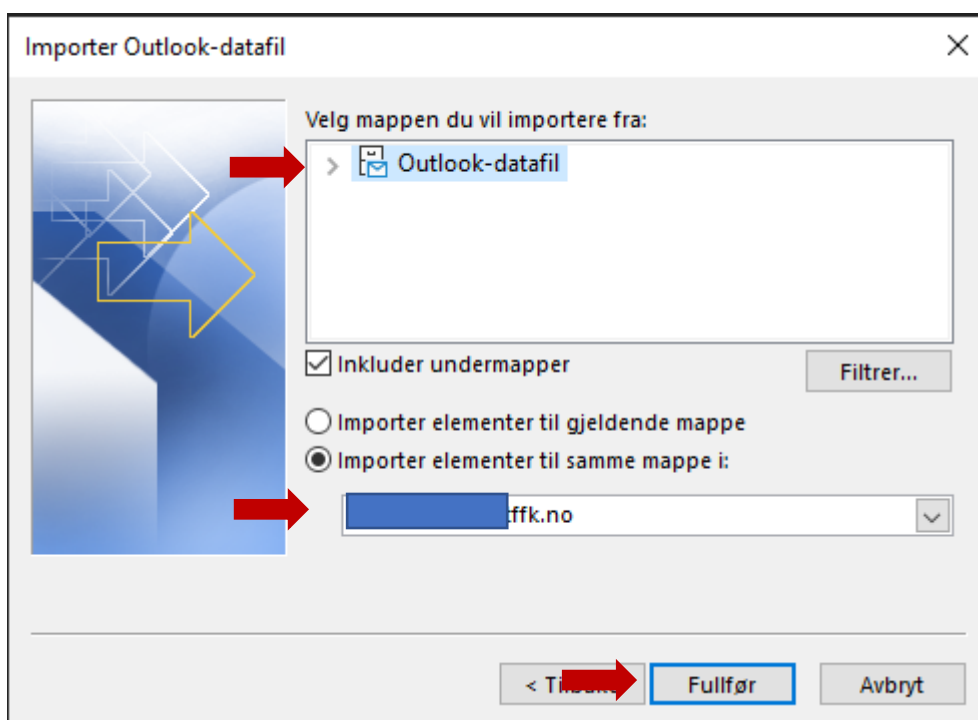 Importer Outlook-datafil
Velg mappen du vil importere fra:
Outlook-datafil
Inkluder undermapper
Filtrer...
Importer elementer til gjeldende mappe
Importer elementer til samme mappe i:
ffk.no
<
Fullfør
Avbryt